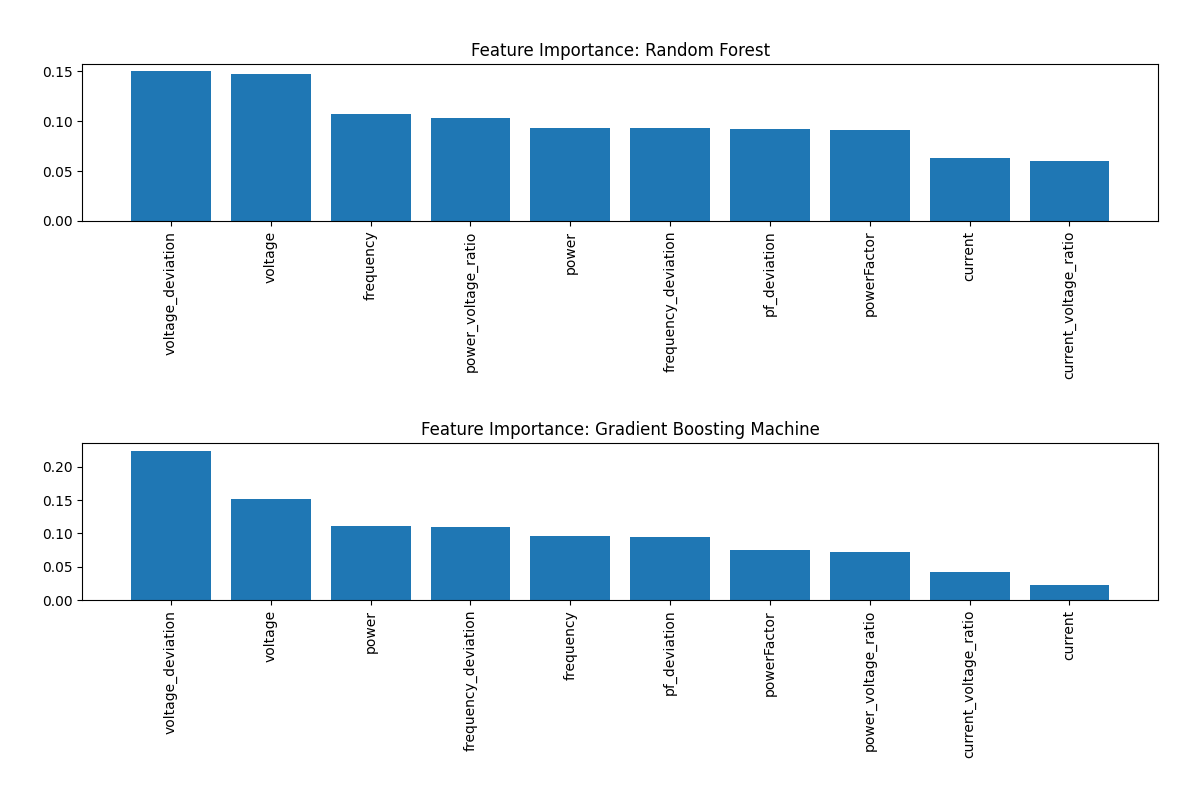 Feature Importance: Random Forest
0.15
0.10
0.05
0.00
voltage_deviation
voltage
frequency
power_voltage_ratio
power
frequency_deviation
pf_deviation
powerFactor
current
current_voltage_ratio
Feature Importance: Gradient Boosting Machine
0.20
0.15
0.10
0.05
0.00
voltage_deviation
voltage
power
frequency_deviation
frequency
pf_deviation
powerFactor
power_voltage_ratio
current_voltage_ratio
current